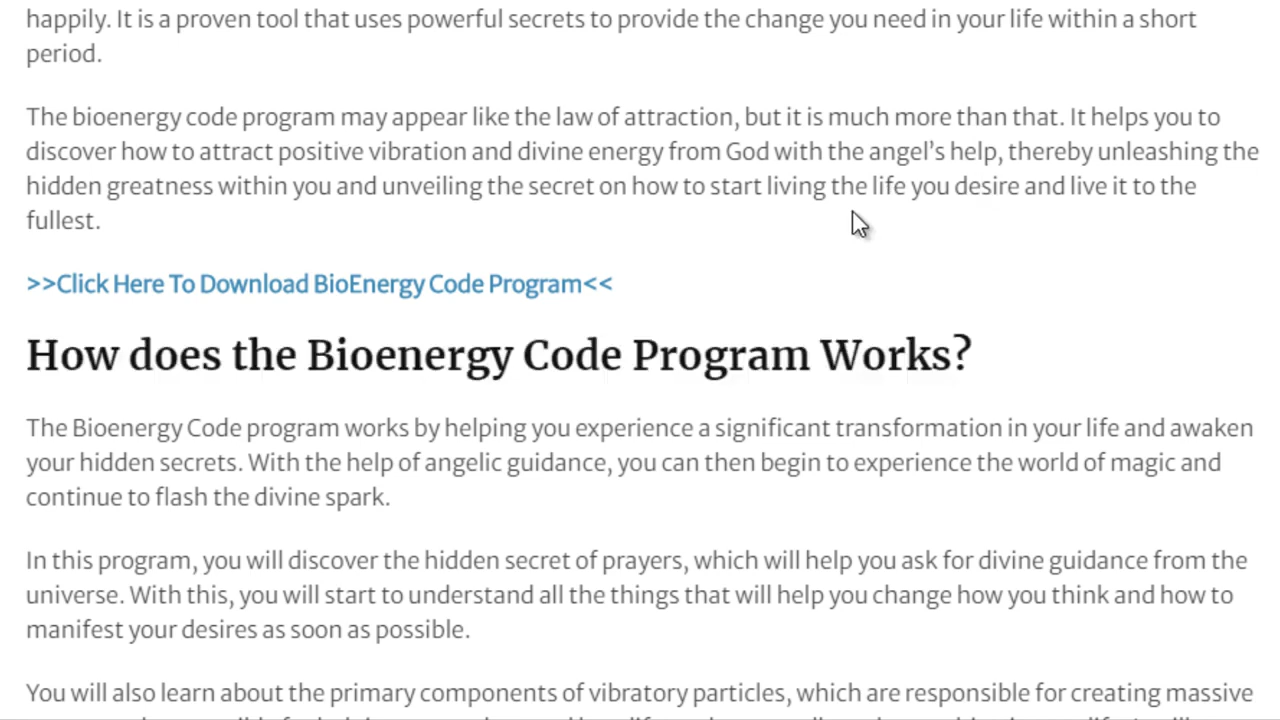 happily. It is a proven tool that uses powerful secrets to provide the change you need in your life within a short
period.
The bioenergy code program may appear like the law of attraction, but it is much more than that. It helps you to
discover how to attract positive vibration and divine energy from God with the angel’s help, thereby unleashing the
hidden greatness within you and unveiling the secret on how to start living the life you desire and live it to the
fullest.
>>Click Here To Download BioEnergy Code Program<<
How does the Bioenergy Code Program Works?
The Bioenergy Code program works by helping you experience a significant transformation in your life and awaken
your hidden secrets. With the help of angelic guidance, you can then begin to experience the world of magic and
continue to flash the divine spark.
In this program, you will discover the hidden secret of prayers, which will help you ask for divine guidance from the
universe. With this, you will start to understand all the things that will help you change how you think and how to
manifest your desires as soon as possible.
You will also learn about the primary components of vibratory particles, which are responsible for creating massive